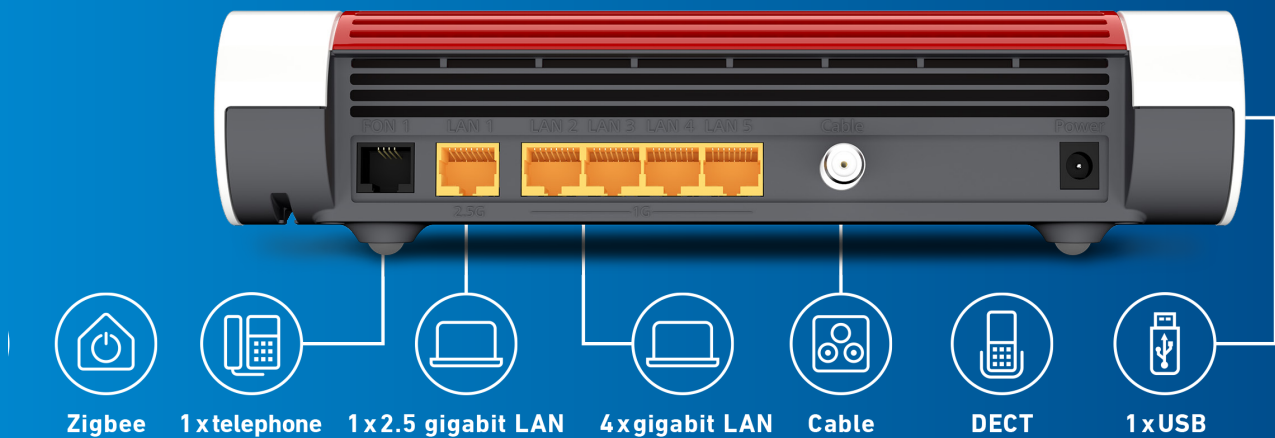 FON 1 LAN 1 LAN 2 LAN 3 LAN 4 LAN 5 Cable Power
2.5G 1G
Zigbee 1 x telephone 1 x 2.5 gigabit LAN 4 x gigabit LAN Cable DECT 1 x USB